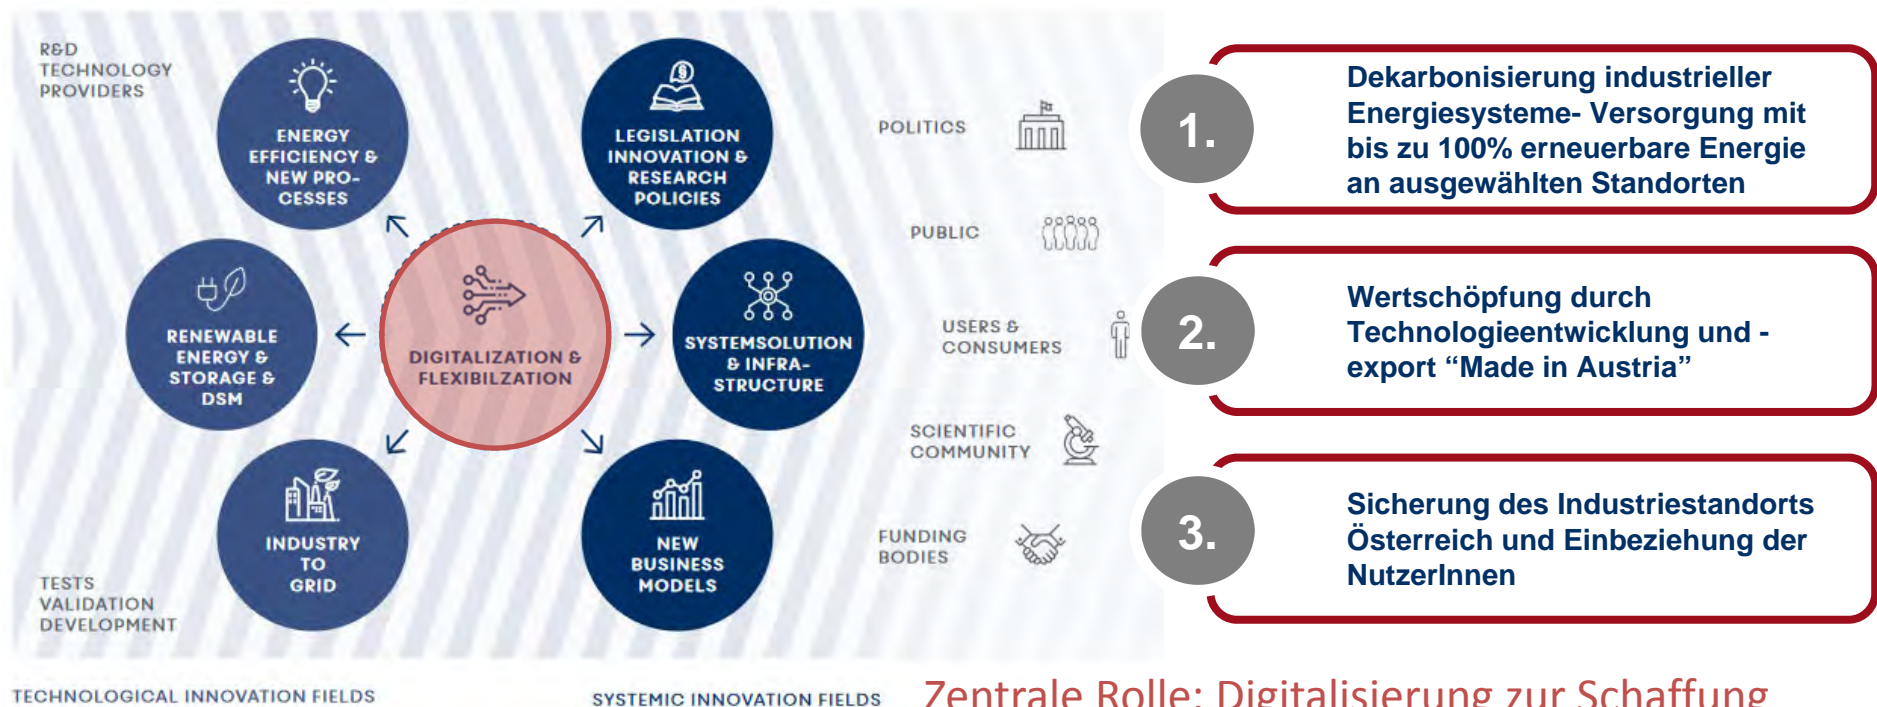 R&D
TECHNOLOGY
PROVIDERS
ENERGY
EFFICIENCY &
NEW PRO-
CESSES
LEGISLATION
INNOVATION &
RESEARCH
POLICIES
RENEWABLE
ENERGY &
STORAGE &
DSM
DIGITALIZATION &
FLEXIBILZATION
SYSTEMSOLUTION
& INFRA-
STRUCTURE
INDUSTRY
TO
GRID
NEW
BUSINESS
MODELS
TESTS
VALIDATION
DEVELOPMENT
TECHNOLOGICAL INNOVATION FIELDS
SYSTEMIC INNOVATION FIELDS
POLITICS
PUBLIC
USERS &
CONSUMERS
SCIENTIFIC
COMMUNITY
FUNDING
BODIES
1.
Dekarbonisierung industrieller
Energiesysteme- Versorgung mit
bis zu 100% erneuerbare Energie
an ausgewählten Standorten
2.
Wertschöpfung durch
Technologieentwicklung und -
export “Made in Austria”
3.
Sicherung des Industriestandorts
Österreich und Einbeziehung der
NutzerInnen
Zentrale Rolle: Digitalisierung zur Schaffung